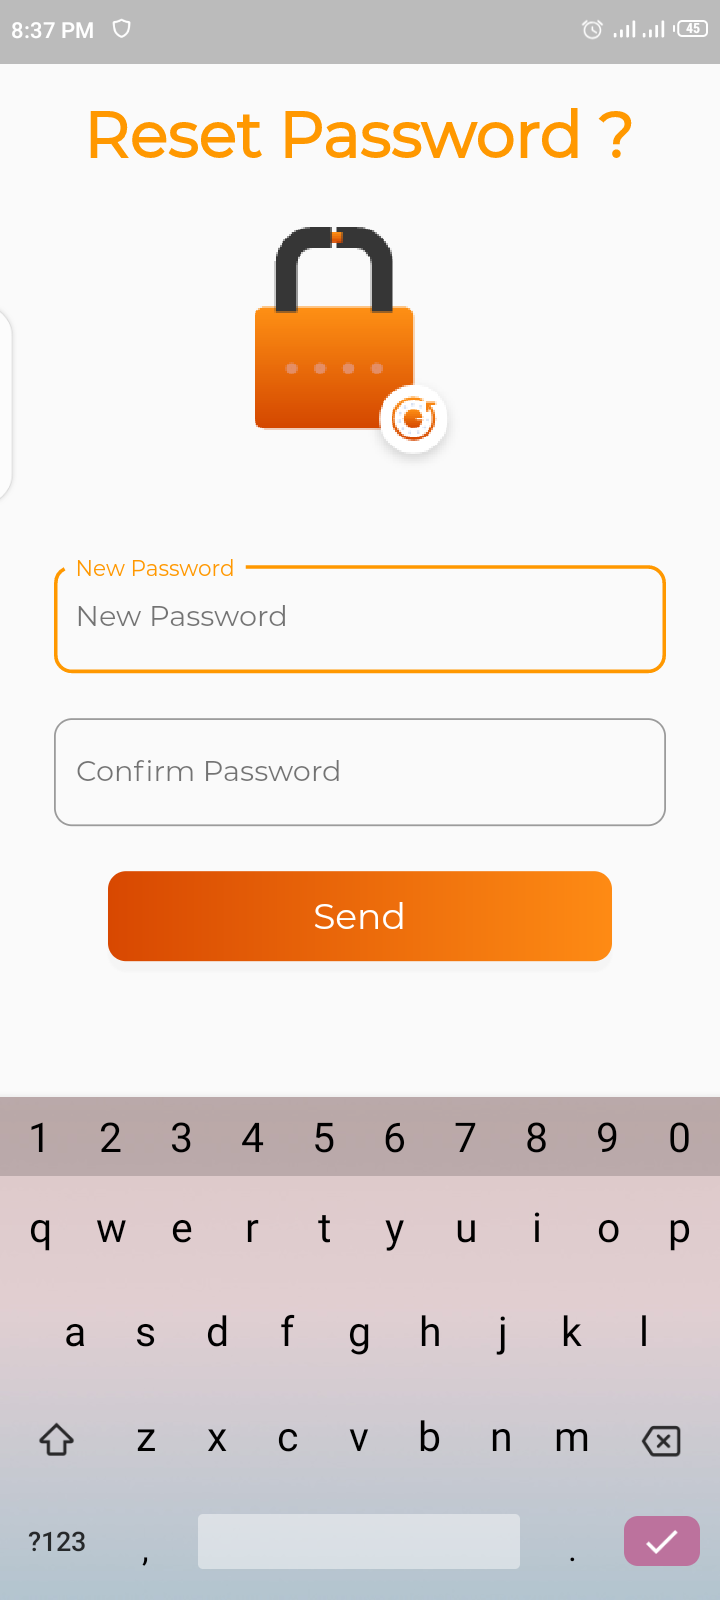 8:37 PM 45
Reset Password ?
New Password
New Password
Confirm Password
Send
1 2 3 4 5 6 7 8 9 0
q w e r t y u i o p
a s d f g h j k l
z x c v b n m
?123 , .